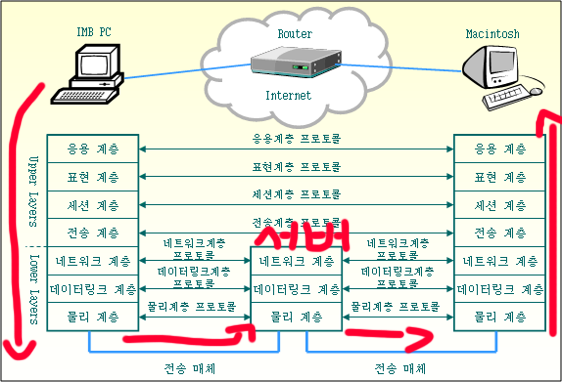 IMB PC
Router
Macintosh
Internet
Upper Layers
Lower Layers
응용 계층
표현 계층
세션 계층
전송 계층
네트워크 계층
데이터링크 계층
물리 계층
응용계층 프로토콜
표현계층 프로토콜
세션계층 프로토콜
전송계층 프로토콜
서버
네트워크계층
프로토콜
데이터링크계층
프로토콜
물리계층 프로토콜
네트워크 계층
데이터링크 계층
물리 계층
네트워크계층
프로토콜
데이터링크계층
프로토콜
물리계층 프로토콜
응용 계층
표현 계층
세션 계층
전송 계층
네트워크 계층
데이터링크 계층
물리 계층
전송 매체
전송 매체